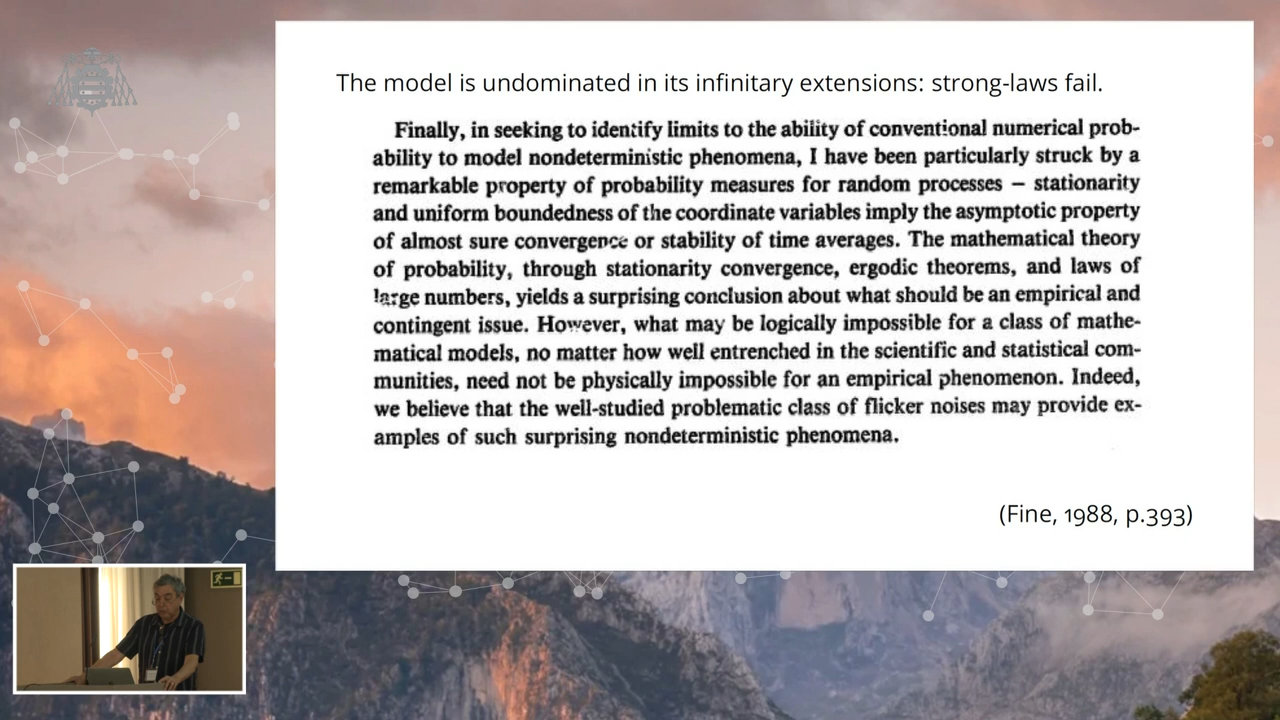 The model is undominated in its infinitary extensions: strong-laws fail.
Finally, in seeking to identify limits to the ability of conventional numerical prob-
ability to model nondeterministic phenomena, I have been particularly struck by a
remarkable property of probability measures for random processes – stationarity
and uniform boundedness of the coordinate variables imply the asymptotic property
of almost sure convergence or stability of time averages. The mathematical theory
of probability, through stationarity convergence, ergodic theorems, and laws of
large numbers, yields a surprising conclusion about what should be an empirical and
contingent issue. However, what may be logically impossible for a class of mathe-
matical models, no matter how well entrenched in the scientific and statistical com-
munities, need not be physically impossible for an empirical phenomenon. Indeed,
we believe that the well-studied problematic class of flicker noises may provide ex-
amples of such surprising nondeterministic phenomena.
(Fine, 1988, p.393)